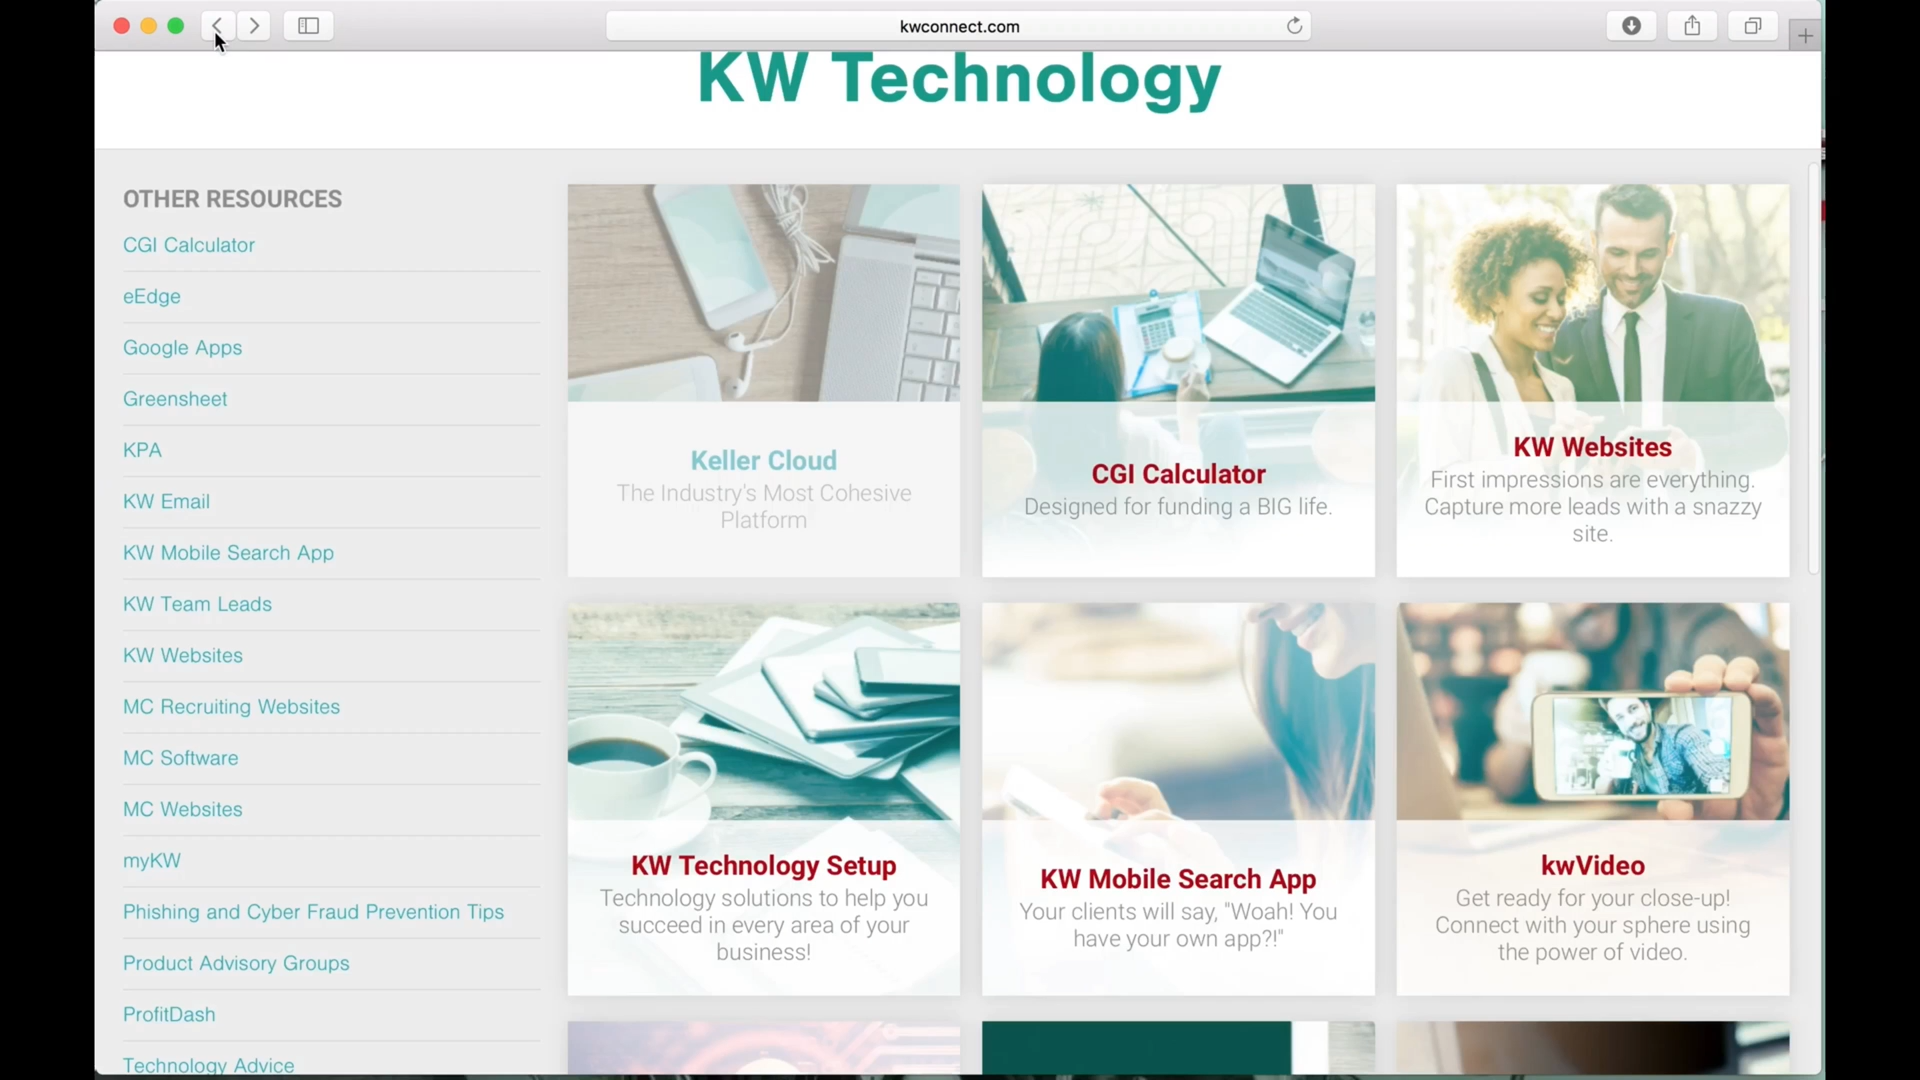 kwconnect.com
KW Technology
OTHER RESOURCES
CGI Calculator
eEdge
Google Apps
Greensheet
KPA
KW Email
KW Mobile Search App
KW Team Leads
KW Websites
MC Recruiting Websites
MC Software
MC Websites
myKW
Phishing and Cyber Fraud Prevention Tips
Product Advisory Groups
ProfitDash
Technology Advice
Keller Cloud
The Industry's Most Cohesive
Platform
CGI Calculator
Designed for funding a BIG life.
KW Websites
First impressions are everything.
Capture more leads with a snazzy
site.
KW Technology Setup
Technology solutions to help you
succeed in every area of your
business!
KW Mobile Search App
Your clients will say, "Woah! You
have your own app?!"
kwVideo
Get ready for your close-up!
Connect with your sphere using
the power of video.